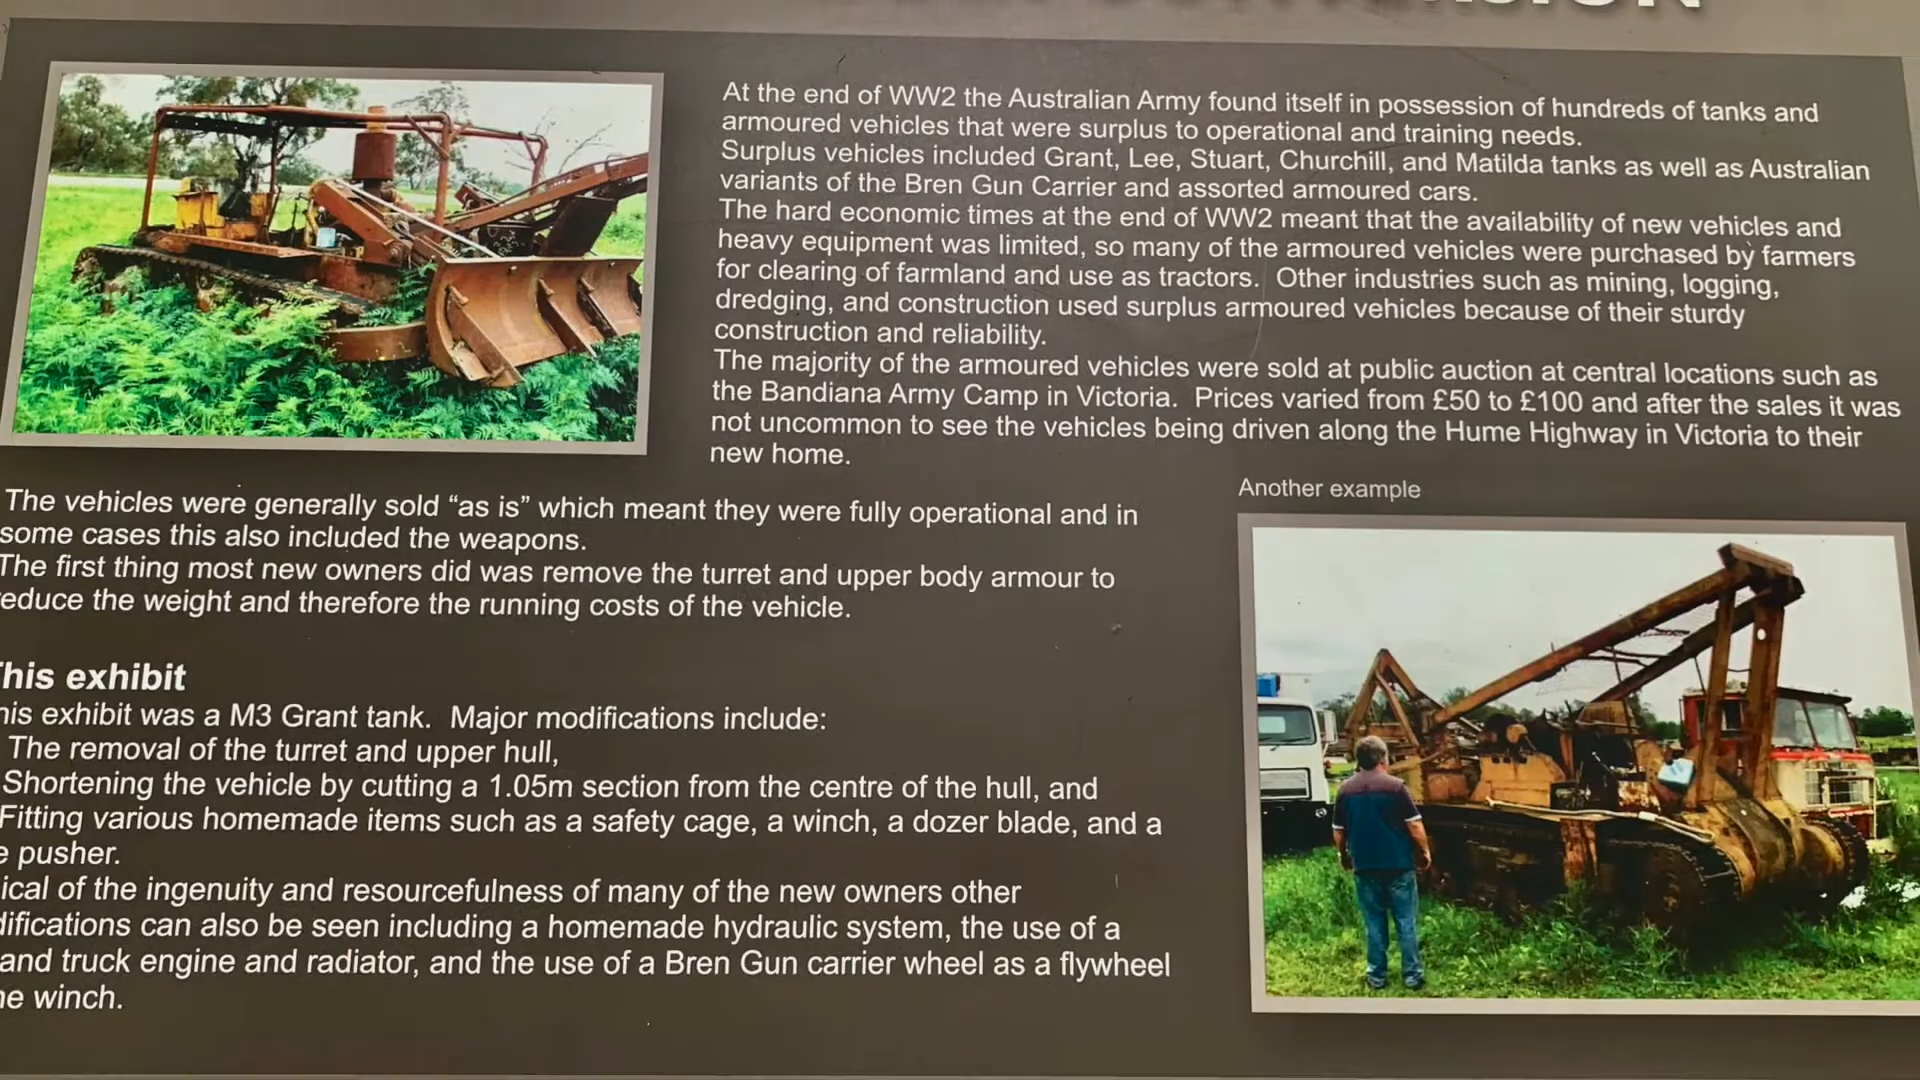 At the end of WW2 the Australian Army found itself in possession of hundreds of tanks and
armoured vehicles that were surplus to operational and training needs.
Surplus vehicles included Grant, Lee, Stuart, Churchill, and Matilda tanks as well as Australian
variants of the Bren Gun Carrier and assorted armoured cars.
The hard economic times at the end of WW2 meant that the availability of new vehicles and
heavy equipment was limited, so many of the armoured vehicles were purchased by farmers
for clearing of farmland and use as tractors. Other industries such as mining, logging,
dredging, and construction used surplus armoured vehicles because of their sturdy
construction and reliability.
The majority of the armoured vehicles were sold at public auction at central locations such as
the Bandiana Army Camp in Victoria. Prices varied from £50 to £100 and after the sales it was
not uncommon to see the vehicles being driven along the Hume Highway in Victoria to their
new home.
The vehicles were generally sold “as is” which meant they were fully operational and in
some cases this also included the weapons.
The first thing most new owners did was remove the turret and upper body armour to
educe the weight and therefore the running costs of the vehicle.
his exhibit
his exhibit was a M3 Grant tank. Major modifications include:
The removal of the turret and upper hull,
Shortening the vehicle by cutting a 1.05m section from the centre of the hull, and
Fitting various homemade items such as a safety cage, a winch, a dozer blade, and a
e pusher.
ical of the ingenuity and resourcefulness of many of the new owners other
difications can also be seen including a homemade hydraulic system, the use of a
and truck engine and radiator, and the use of a Bren Gun carrier wheel as a flywheel
he winch.
Another example